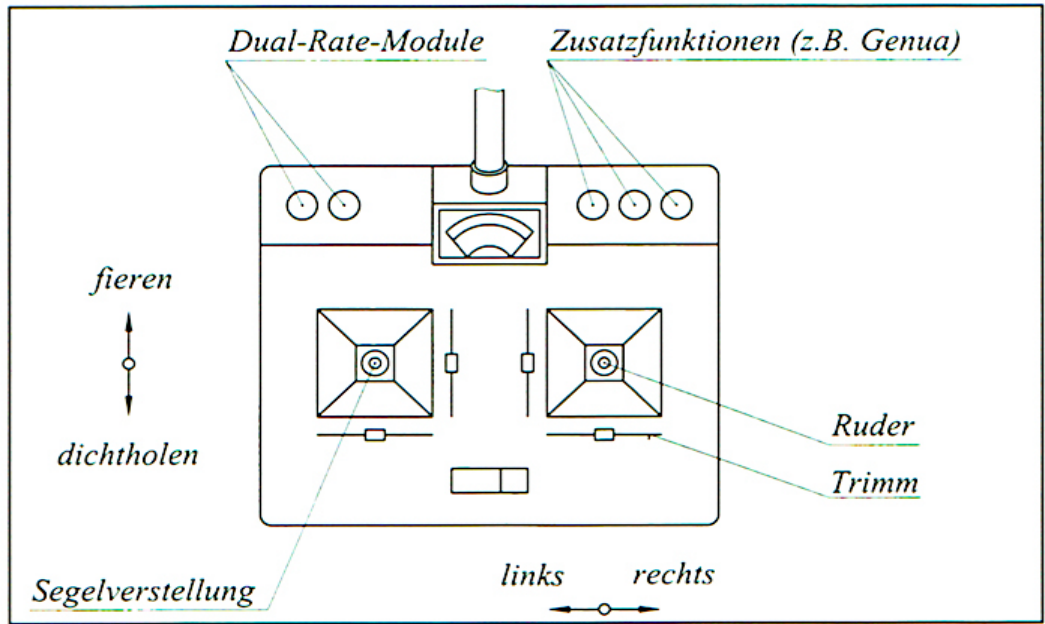 Dual-Rate-Module
Zusatzfunktionen (z.B. Genua)
fieren
dichtholen
Ruder
Trimm
Segelverstellung
links rechts